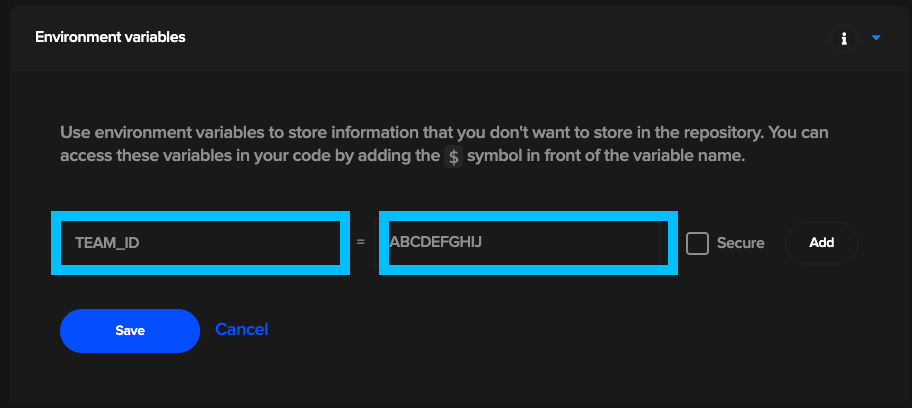 Environment variables
Use environment variables to store information that you don't want to store in the repository. You can
access these variables in your code by adding the $ symbol in front of the variable name.
TEAM_ID = ABCDEFGHIJ Secure Add
Save Cancel